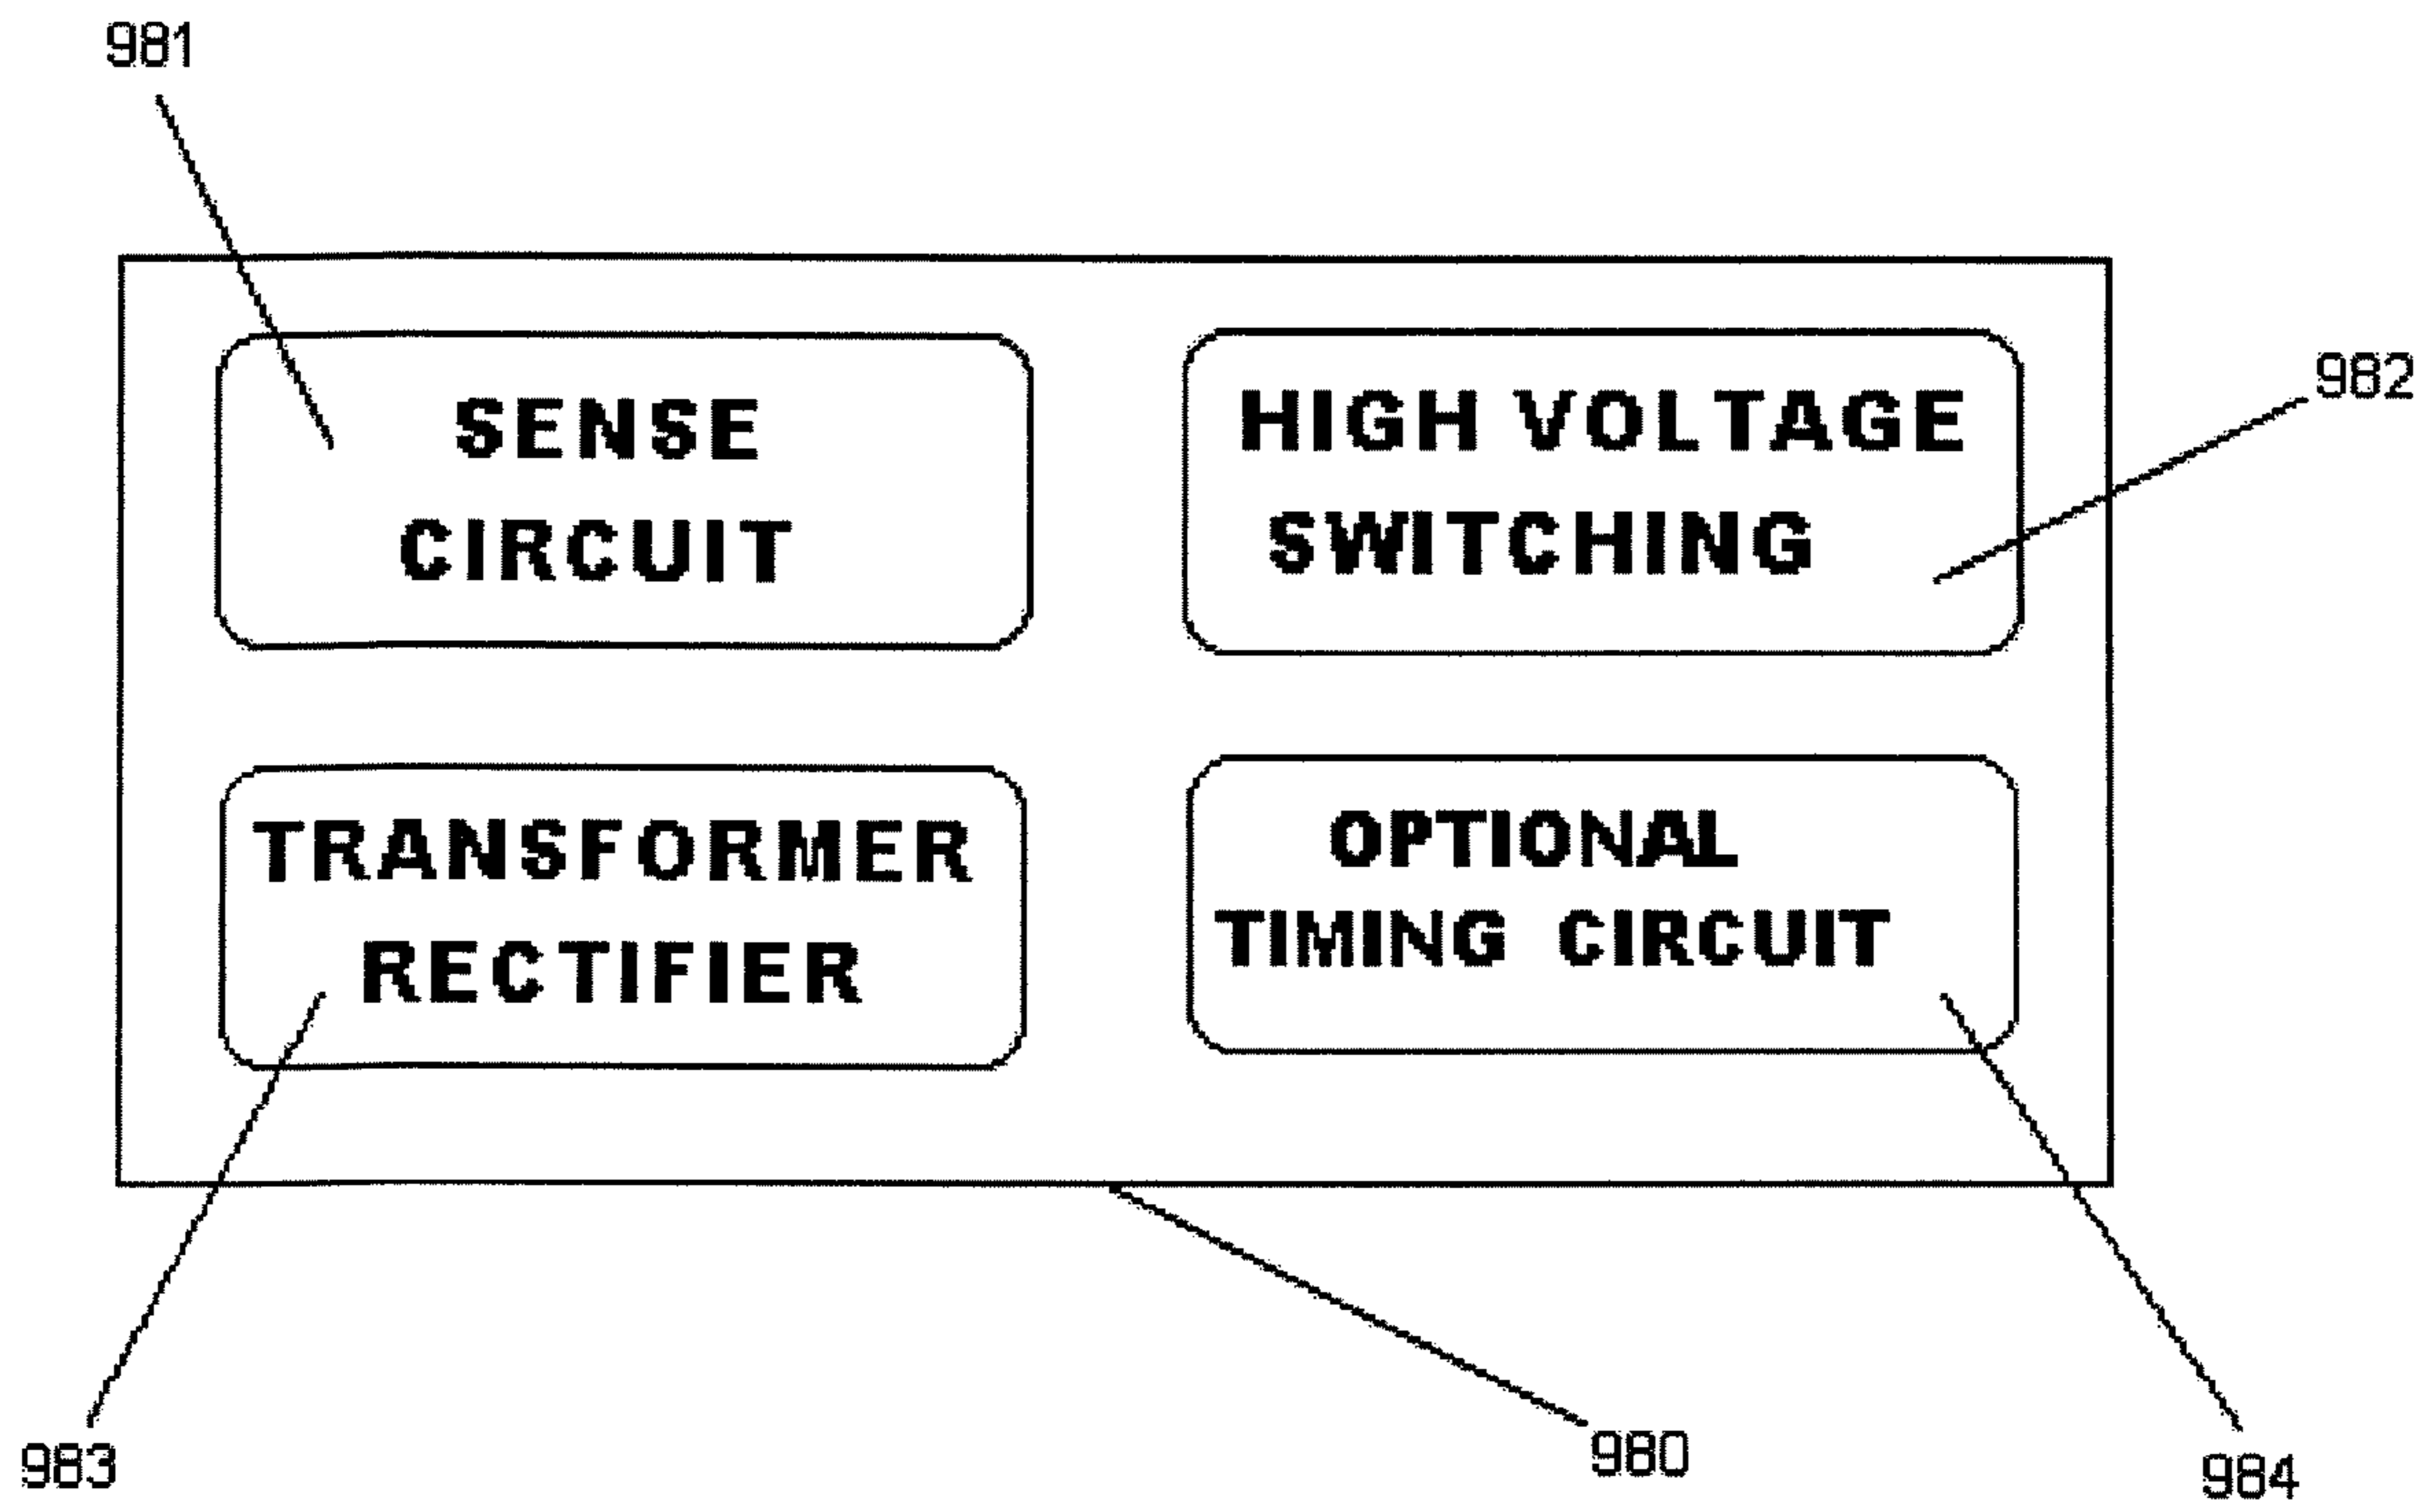 981
SENSE
CIRCUIT
HIGH VOLTAGE
SWITCHING
982
TRANSFORMER
RECTIFIER
OPTIONAL
TIMING CIRCUIT
983
980
984